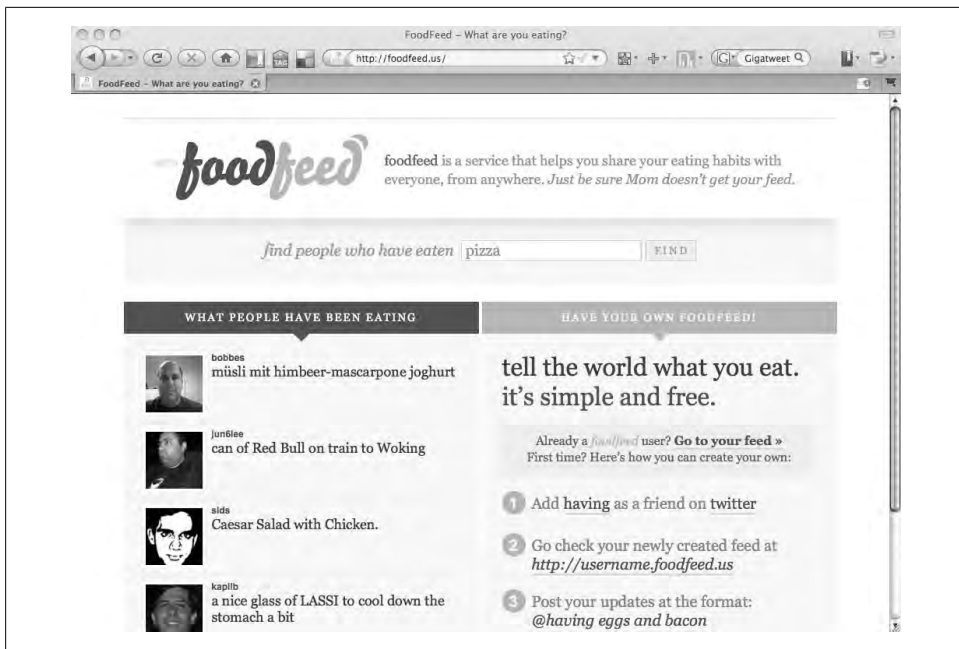 FoodFeed – What are you eating?
http://foodfeed.us/
Gigatweet
FoodFeed – What are you eating?
foodfeed
foodfeed is a service that helps you share your eating habits with
everyone, from anywhere. Just be sure Mom doesn't get your feed.
find people who have eaten pizza FIND
WHAT PEOPLE HAVE BEEN EATING
bobbes
müsli mit himbeer-mascarpone joghurt
jun6lee
can of Red Bull on train to Woking
sids
Caesar Salad with Chicken.
kaplib
a nice glass of LASSI to cool down the
stomach a bit
HAVE YOUR OWN FOODFEED!
tell the world what you eat.
it's simple and free.
Already a foodfeed user? Go to your feed »
First time? Here's how you can create your own:
1 Add having as a friend on twitter
2 Go check your newly created feed at
http://username.foodfeed.us
3 Post your updates at the format:
@having eggs and bacon